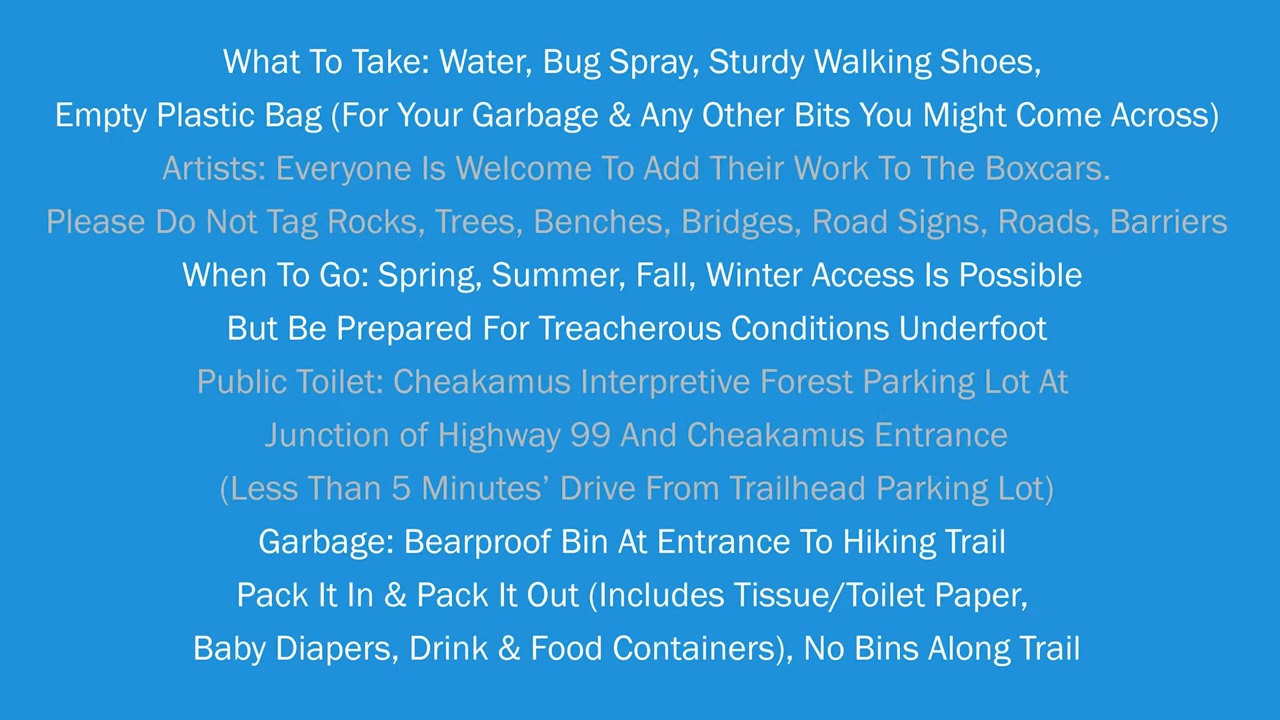 What To Take: Water, Bug Spray, Sturdy Walking Shoes,
Empty Plastic Bag (For Your Garbage & Any Other Bits You Might Come Across)
Artists: Everyone Is Welcome To Add Their Work To The Boxcars.
Please Do Not Tag Rocks, Trees, Benches, Bridges, Road Signs, Roads, Barriers
When To Go: Spring, Summer, Fall, Winter Access Is Possible
But Be Prepared For Treacherous Conditions Underfoot
Public Toilet: Cheakamus Interpretive Forest Parking Lot At
Junction of Highway 99 And Cheakamus Entrance
(Less Than 5 Minutes’ Drive From Trailhead Parking Lot)
Garbage: Bearproof Bin At Entrance To Hiking Trail
Pack It In & Pack It Out (Includes Tissue/Toilet Paper,
Baby Diapers, Drink & Food Containers), No Bins Along Trail